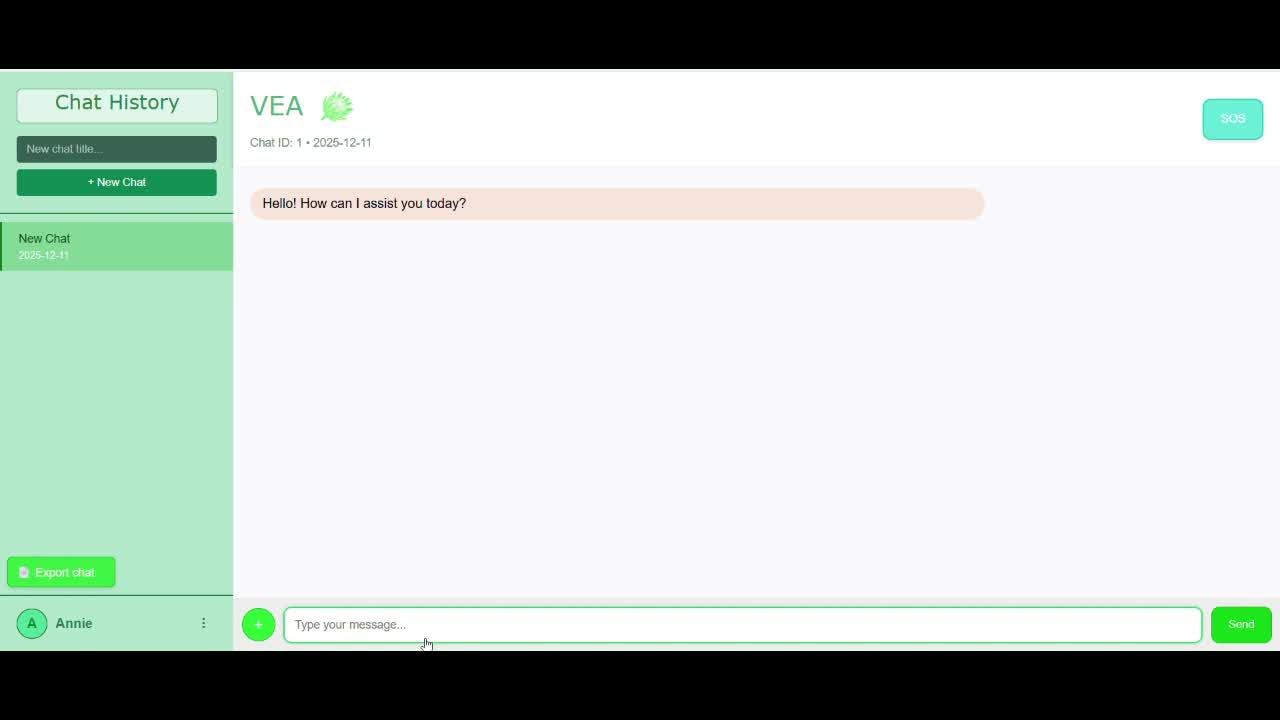 Chat History
New chat title...
+ New Chat
New Chat
2025-12-11
Export chat
A Annie
VEA
Chat ID: 1 • 2025-12-11
SOS
Hello! How can I assist you today?
+ Type your message... Send